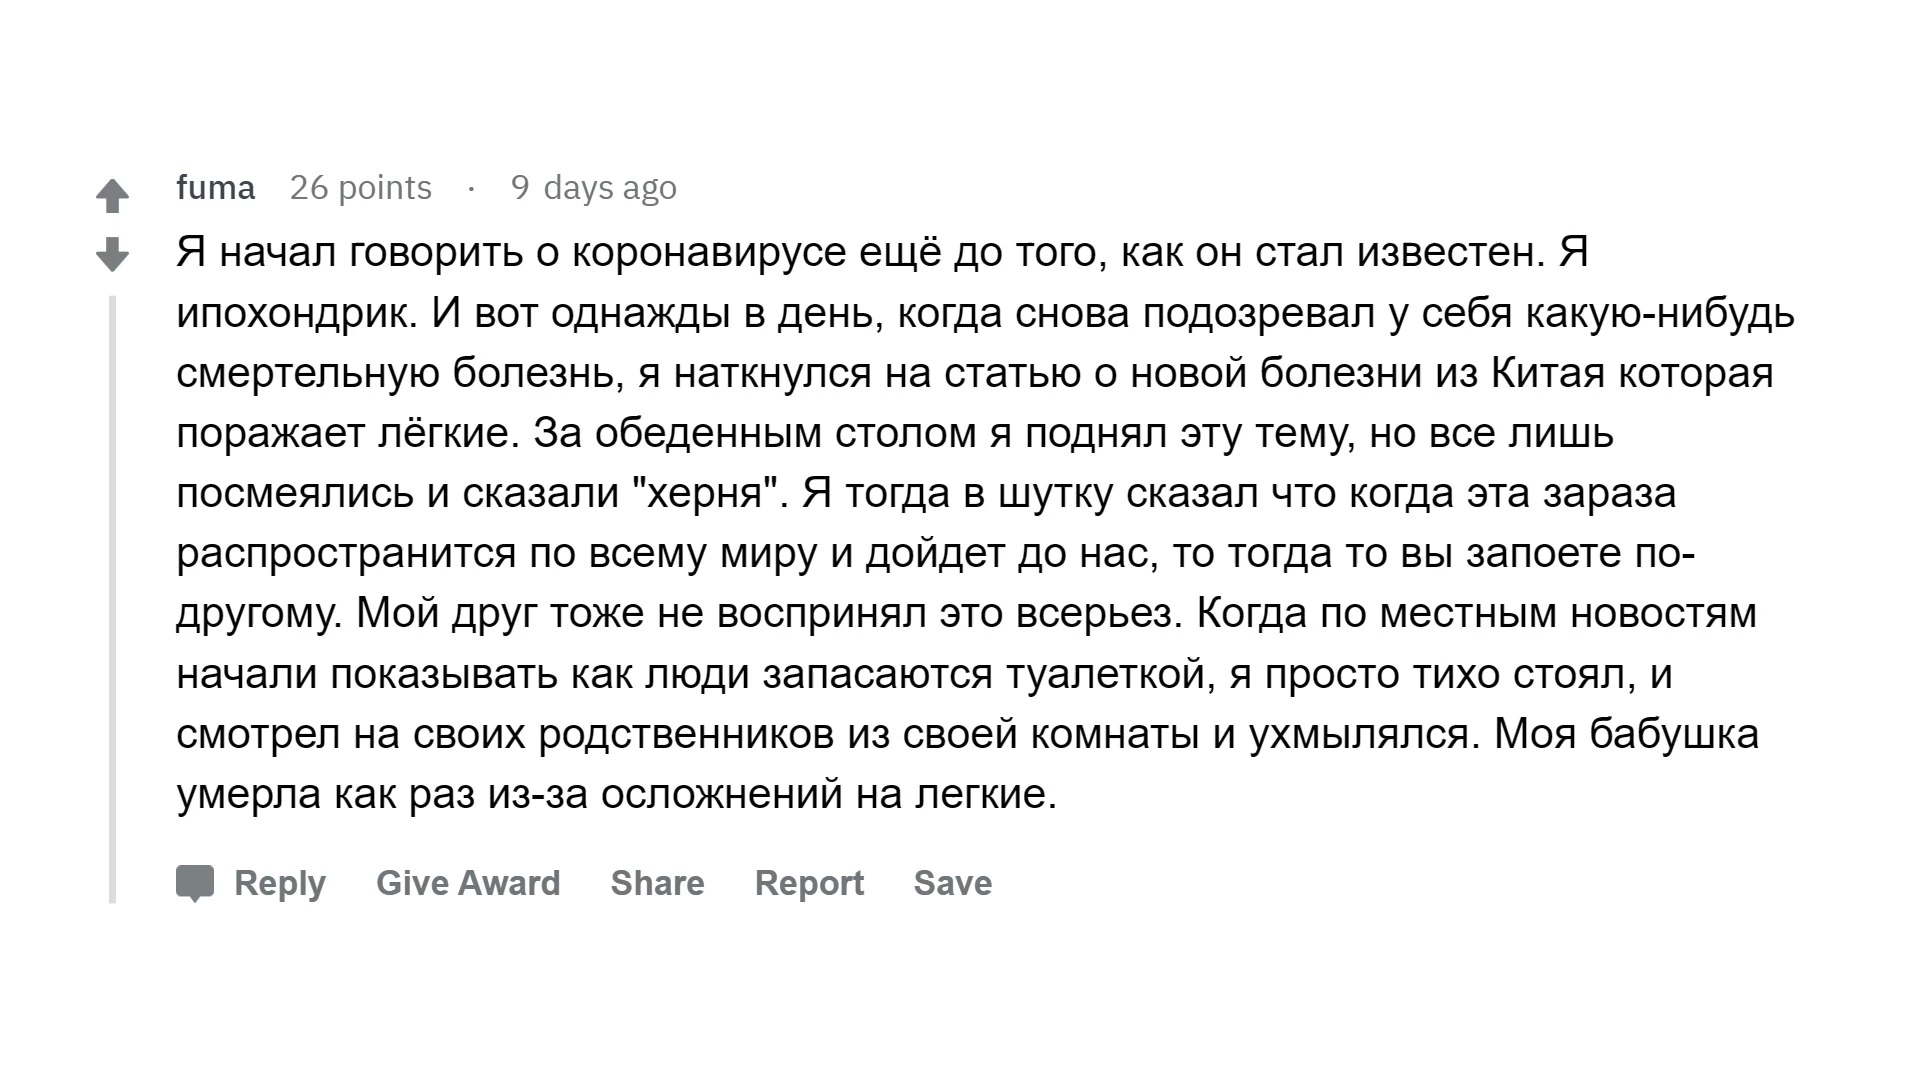 fuma 26 points · 9 days ago
Я начал говорить о коронавирусе ещё до того, как он стал известен. Я
ипохондрик. И вот однажды в день, когда снова подозревал у себя какую-нибудь
смертельную болезнь, я наткнулся на статью о новой болезни из Китая которая
поражает лёгкие. За обеденным столом я поднял эту тему, но все лишь
посмеялись и сказали "херня". Я тогда в шутку сказал что когда эта зараза
распространится по всему миру и дойдет до нас, то тогда то вы запоете по-
другому. Мой друг тоже не воспринял это всерьез. Когда по местным новостям
начали показывать как люди запасаются туалеткой, я просто тихо стоял, и
смотрел на своих родственников из своей комнаты и ухмылялся. Моя бабушка
умерла как раз из-за осложнений на легкие.
Reply Give Award Share Report Save